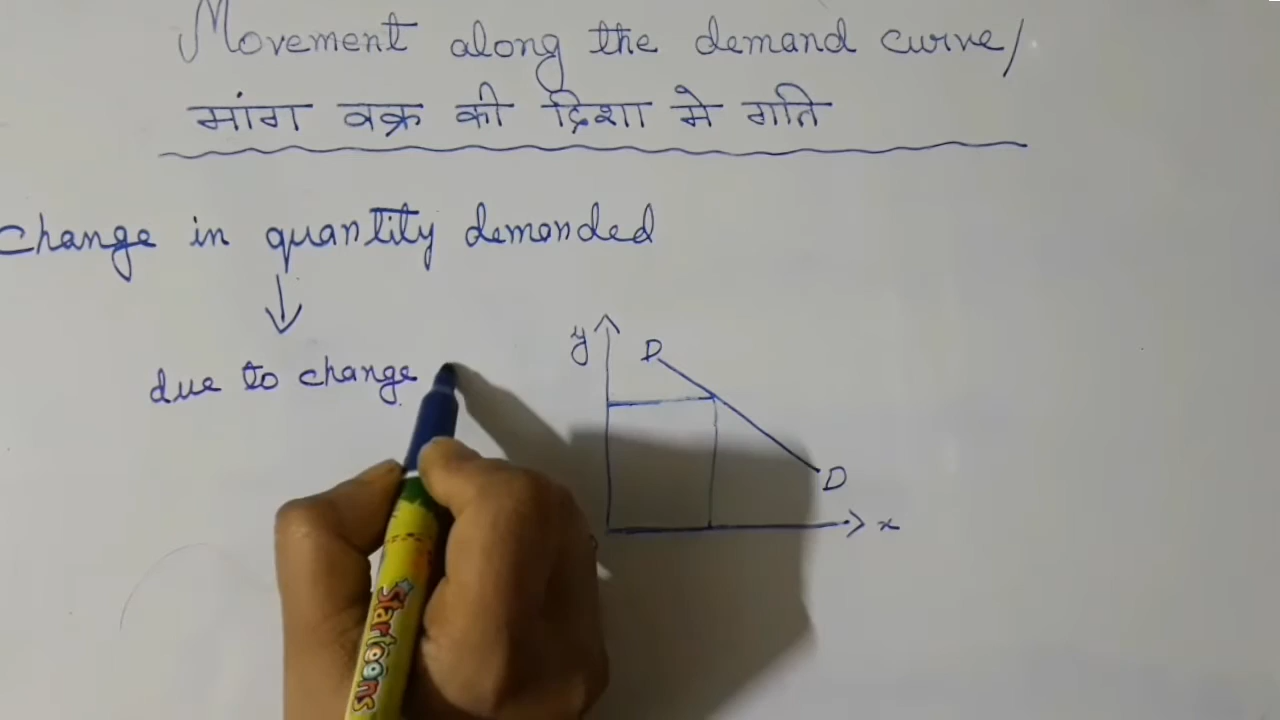 Movement along the demand curve/
मांग वक्र की दिशा मे गति
change in quantity demanded
due to change
y
D
D
x
Startoons